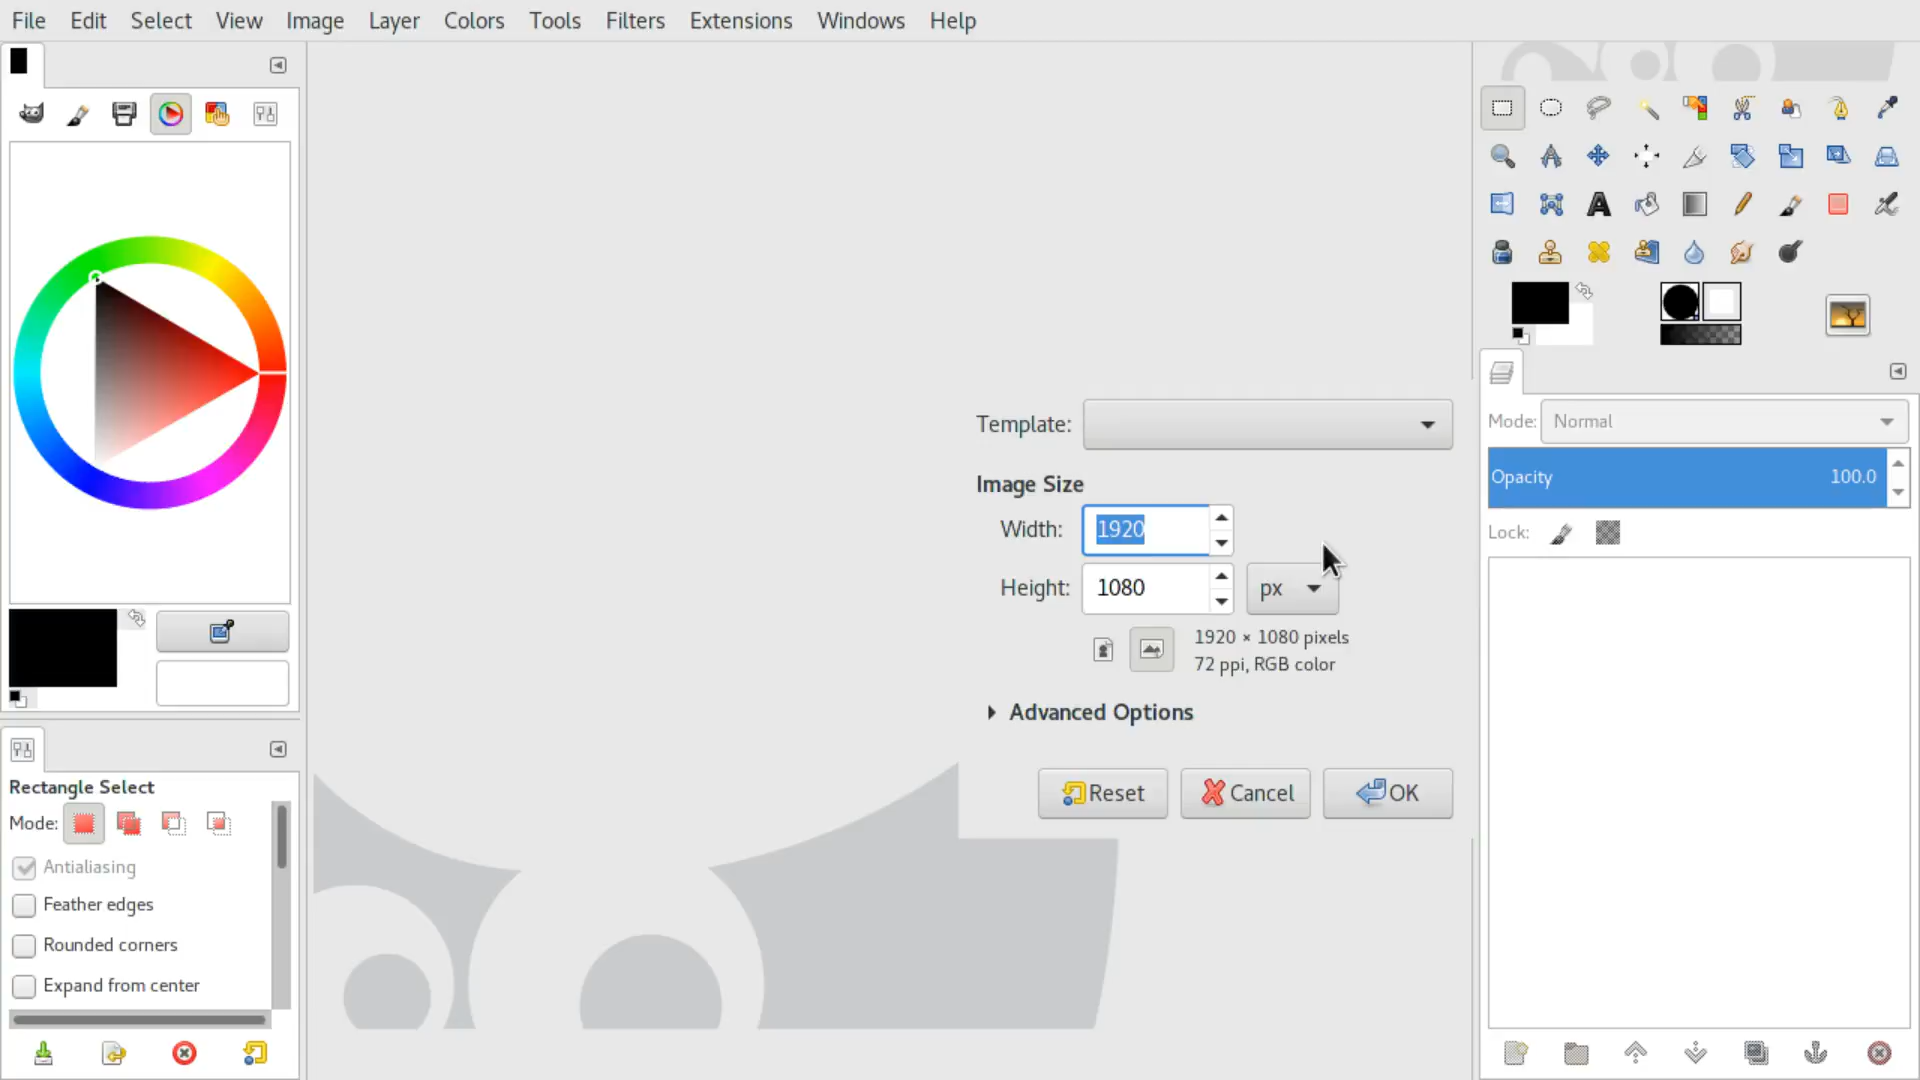 File Edit Select View Image Layer Colors Tools Filters Extensions Windows Help
Template:
Image Size
Width: 1920
Height: 1080 px
1920 × 1080 pixels
72 ppi, RGB color
Advanced Options
Reset Cancel OK
Mode: Normal
Opacity 100.0
Lock:
Rectangle Select
Mode:
Antialiasing
Feather edges
Rounded corners
Expand from center